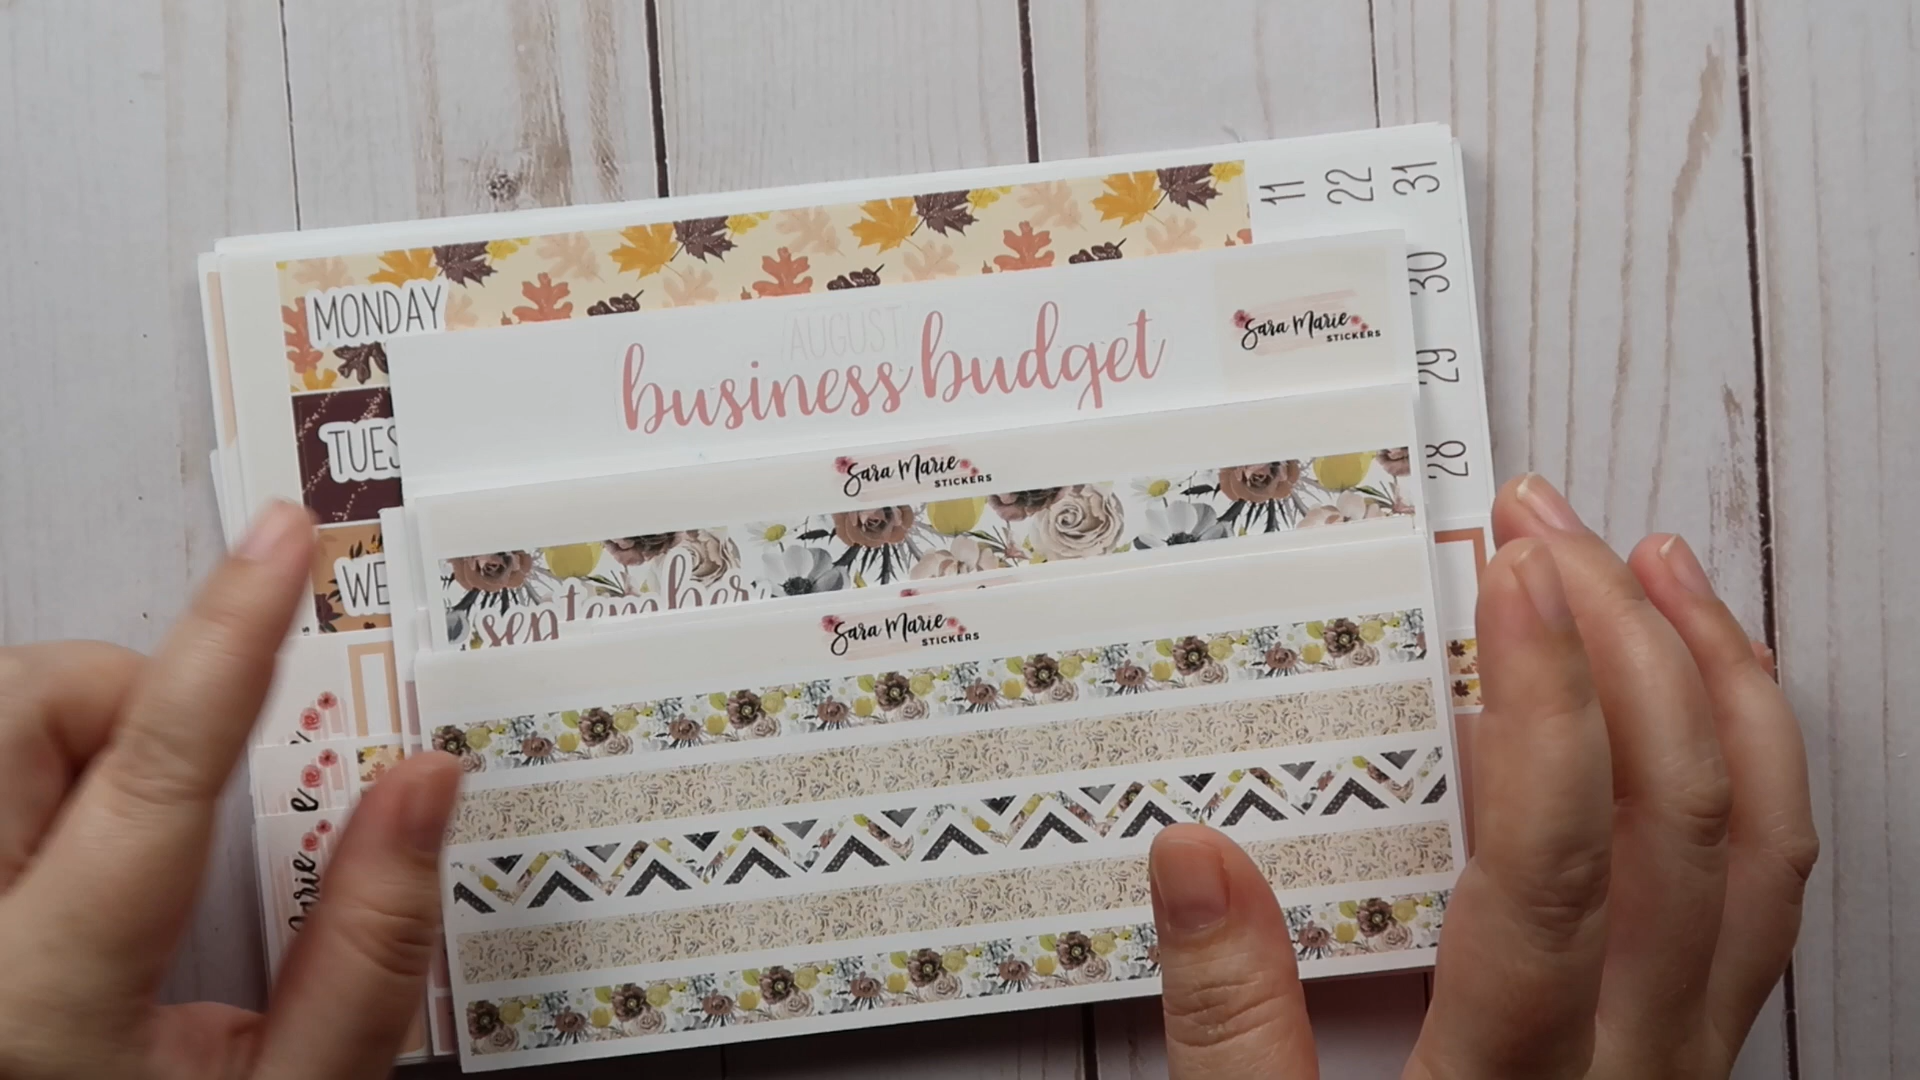 11 22 31
30
29
28
MONDAY
TUES
WE
AUGUST
business budget
Sara Marie
STICKERS
Sara Marie
STICKERS
september
Sara Marie
STICKERS